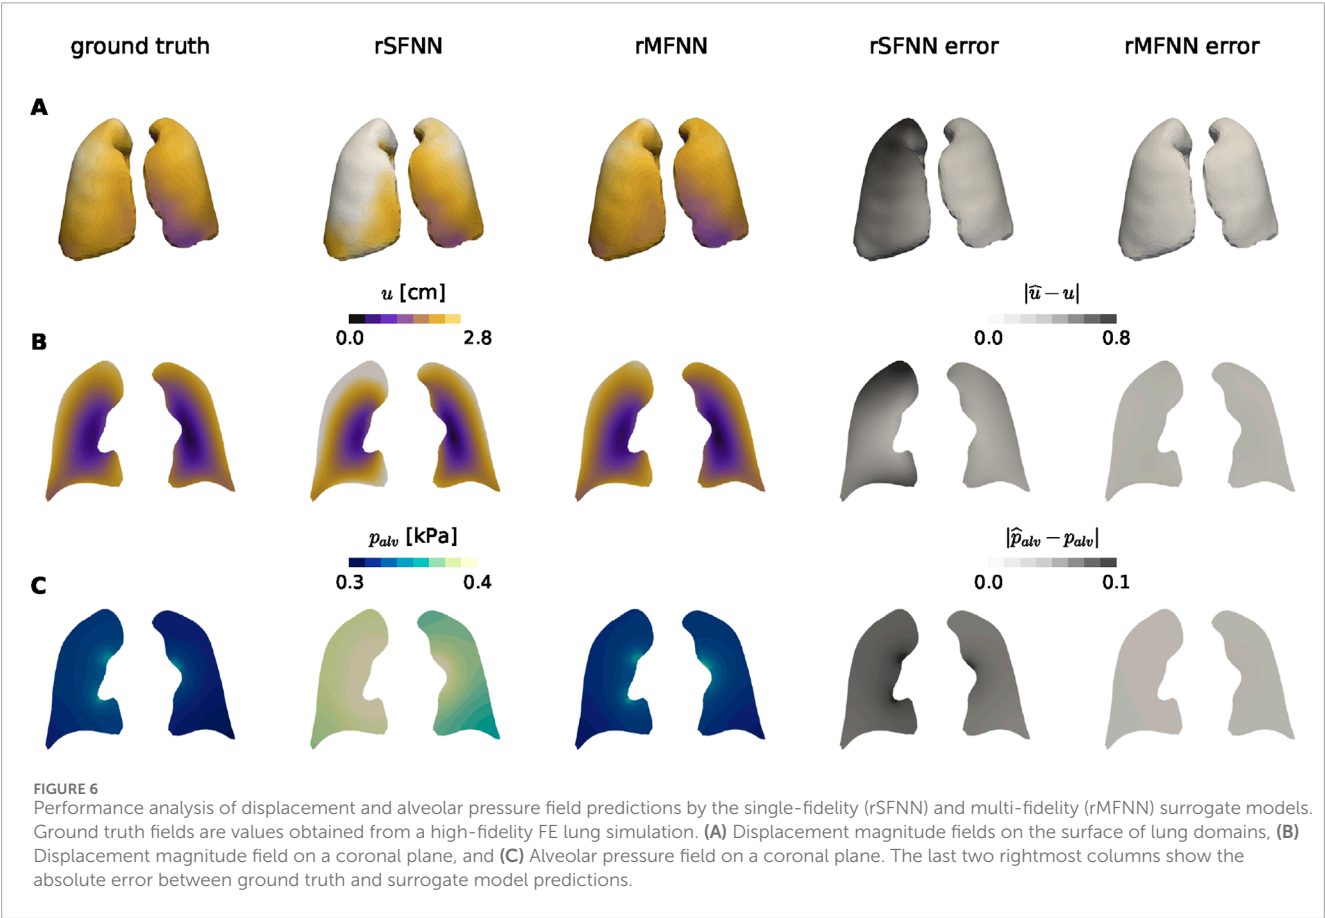 ground truth rSFNN rMFNN rSFNN error rMFNN error
A
u [cm] |û − u|
0.0 2.8 0.0 0.8
B
p_alv [kPa] |p̂_alv − p_alv|
0.3 0.4 0.0 0.1
C
FIGURE 6
Performance analysis of displacement and alveolar pressure field predictions by the single-fidelity (rSFNN) and multi-fidelity (rMFNN) surrogate models.
Ground truth fields are values obtained from a high-fidelity FE lung simulation. (A) Displacement magnitude fields on the surface of lung domains, (B)
Displacement magnitude field on a coronal plane, and (C) Alveolar pressure field on a coronal plane. The last two rightmost columns show the
absolute error between ground truth and surrogate model predictions.